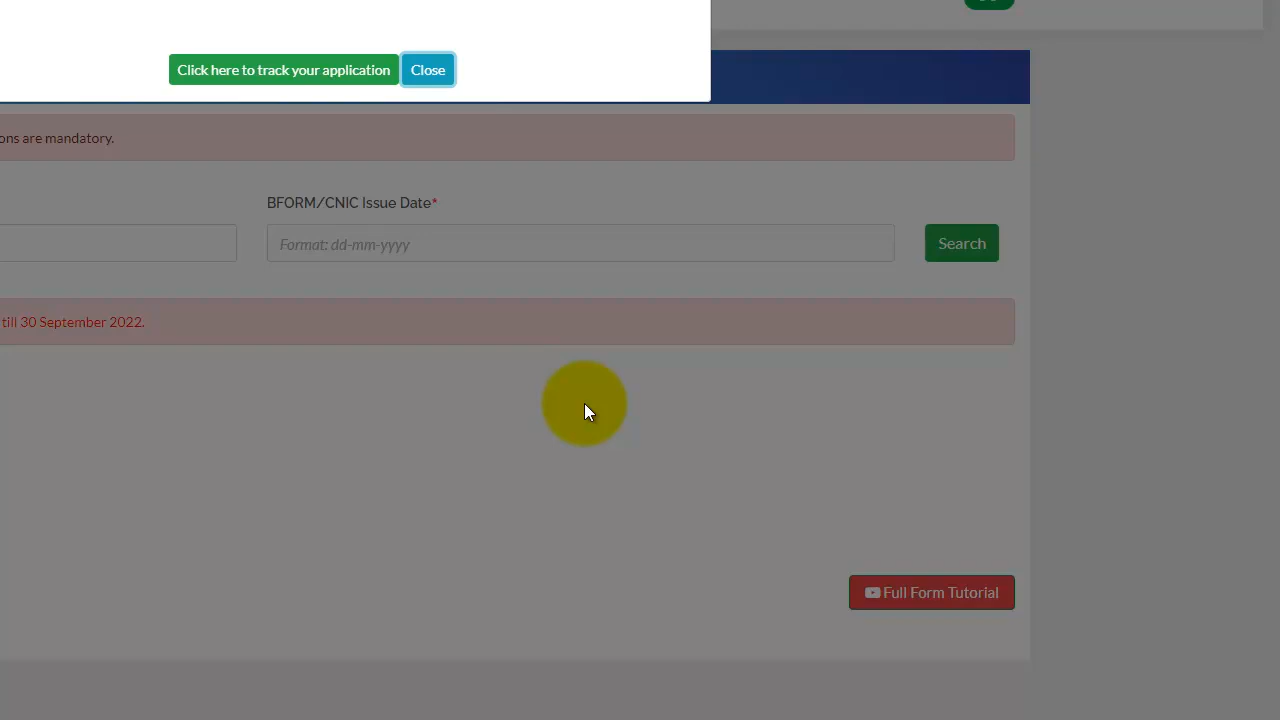 Click here to track your application Close
ons are mandatory.
BFORM/CNIC Issue Date*
Format: dd-mm-yyyy
Search
till 30 September 2022.
Full Form Tutorial